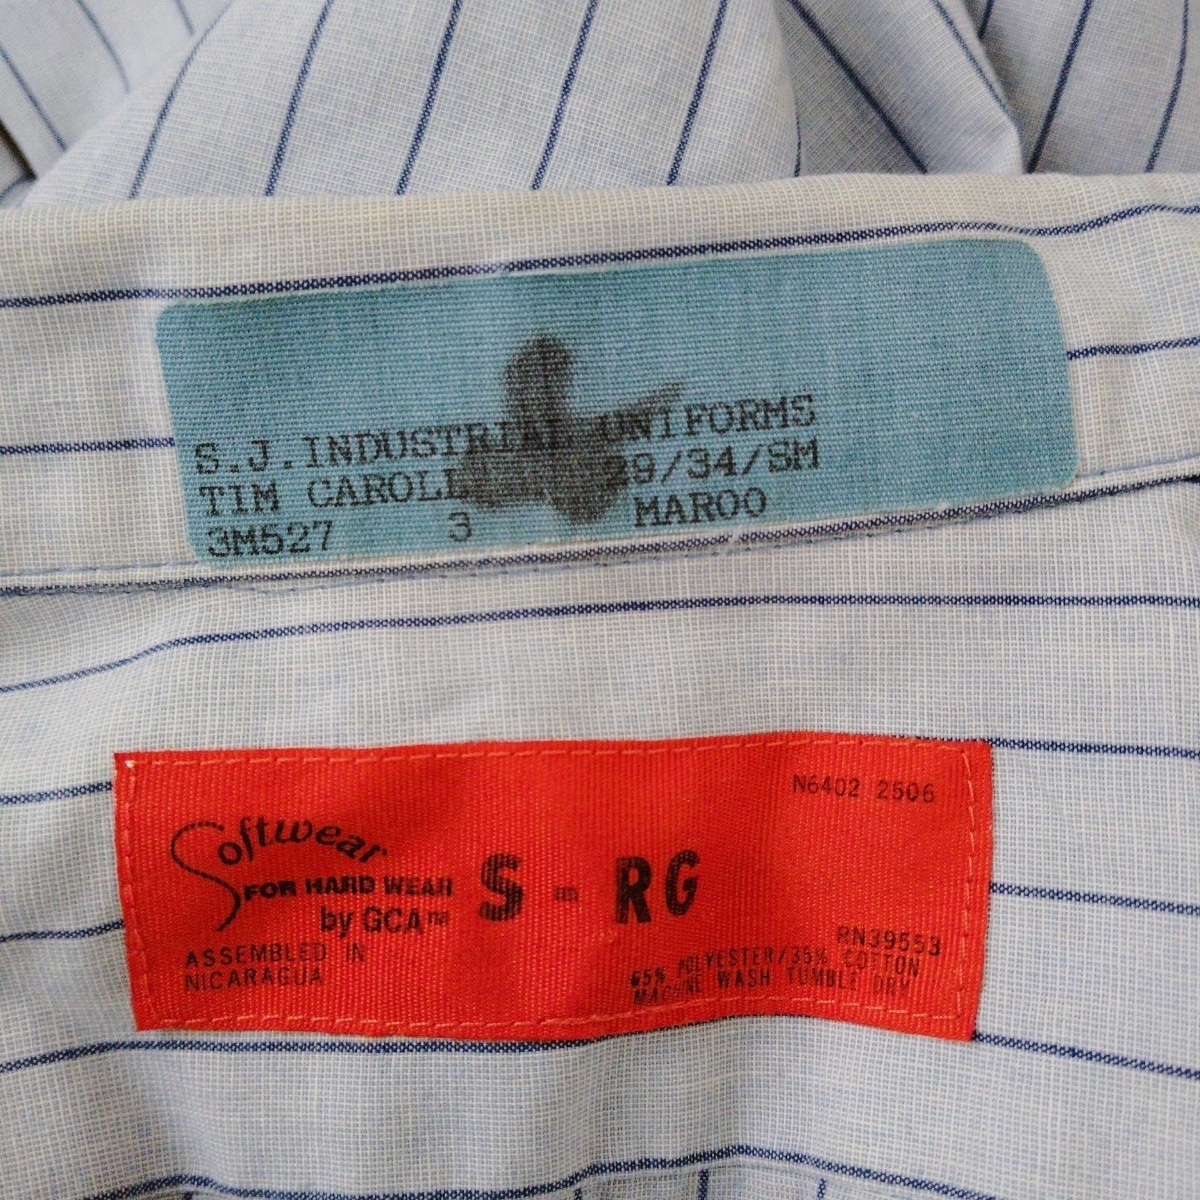 S.J.INDUSTRIAL UNIFORMS
TIM CAROLL 29/34/SM
3M527 3 MAROO
N6402 2506
Softwear
FOR HARD WEAR
by GCA
S - RG
ASSEMBLED IN
NICARAGUA
RN39553
65% POLYESTER/35% COTTON
MACHINE WASH TUMBLE DRY